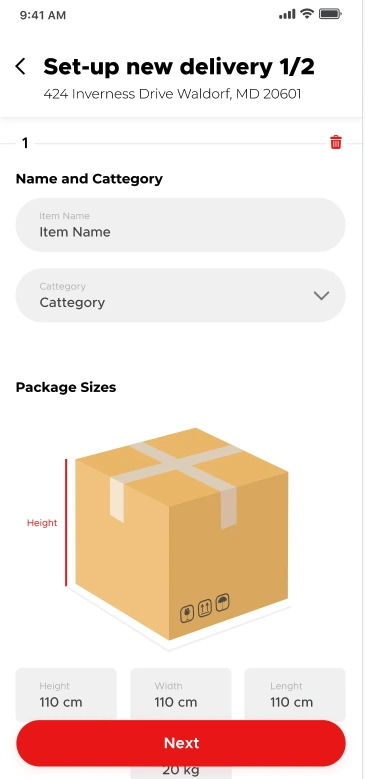 9:41 AM
Set-up new delivery 1/2
424 Inverness Drive Waldorf, MD 20601
1
Name and Cattegory
Item Name
Item Name
Cattegory
Cattegory
Package Sizes
Height
Height
110 cm
Width
110 cm
Lenght
110 cm
Next
20 kg